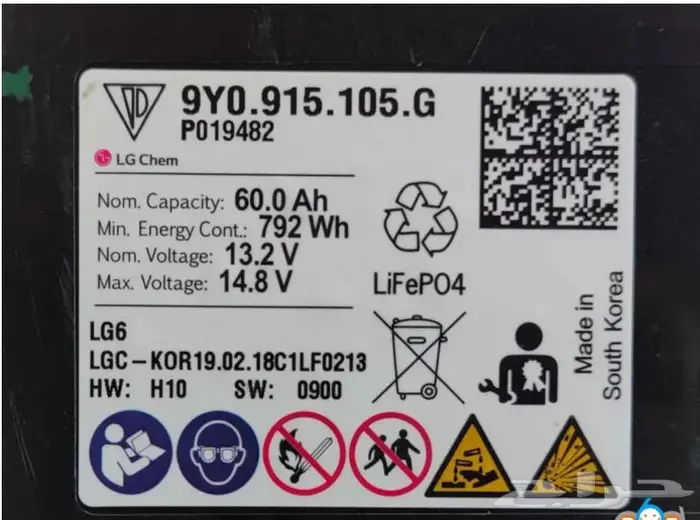 9Y0.915.105.G
P019482
LG Chem
Nom. Capacity: 60.0 Ah
Min. Energy Cont.: 792 Wh
Nom. Voltage: 13.2 V
Max. Voltage: 14.8 V
LiFePO4
Made in
South Korea
LG6
LGC-KOR19.02.18C1LF0213
HW: H10 SW: 0900
حراج